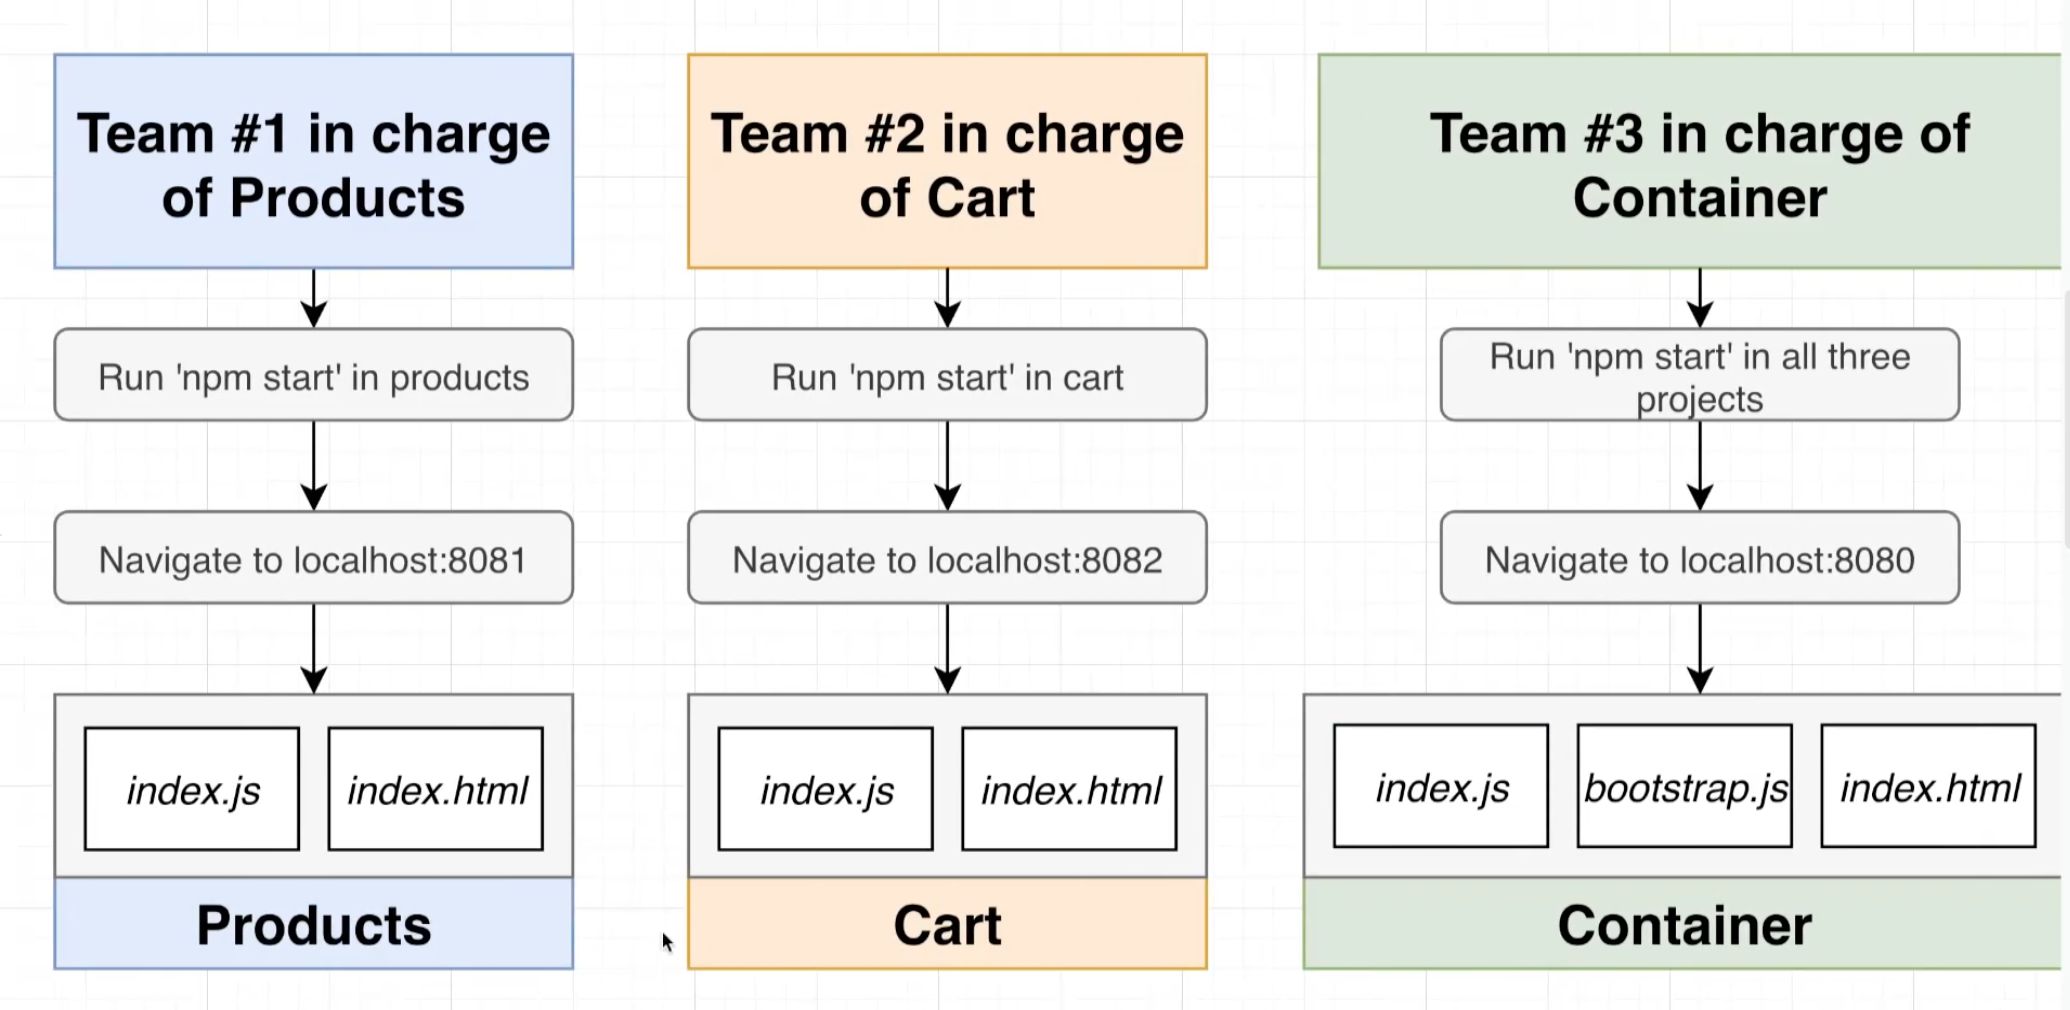 Team #1 in charge
of Products
Run 'npm start' in products
Navigate to localhost:8081
index.js
index.html
Products
Team #2 in charge
of Cart
Run 'npm start' in cart
Navigate to localhost:8082
index.js
index.html
Cart
Team #3 in charge of
Container
Run 'npm start' in all three
projects
Navigate to localhost:8080
index.js
bootstrap.js
index.html
Container